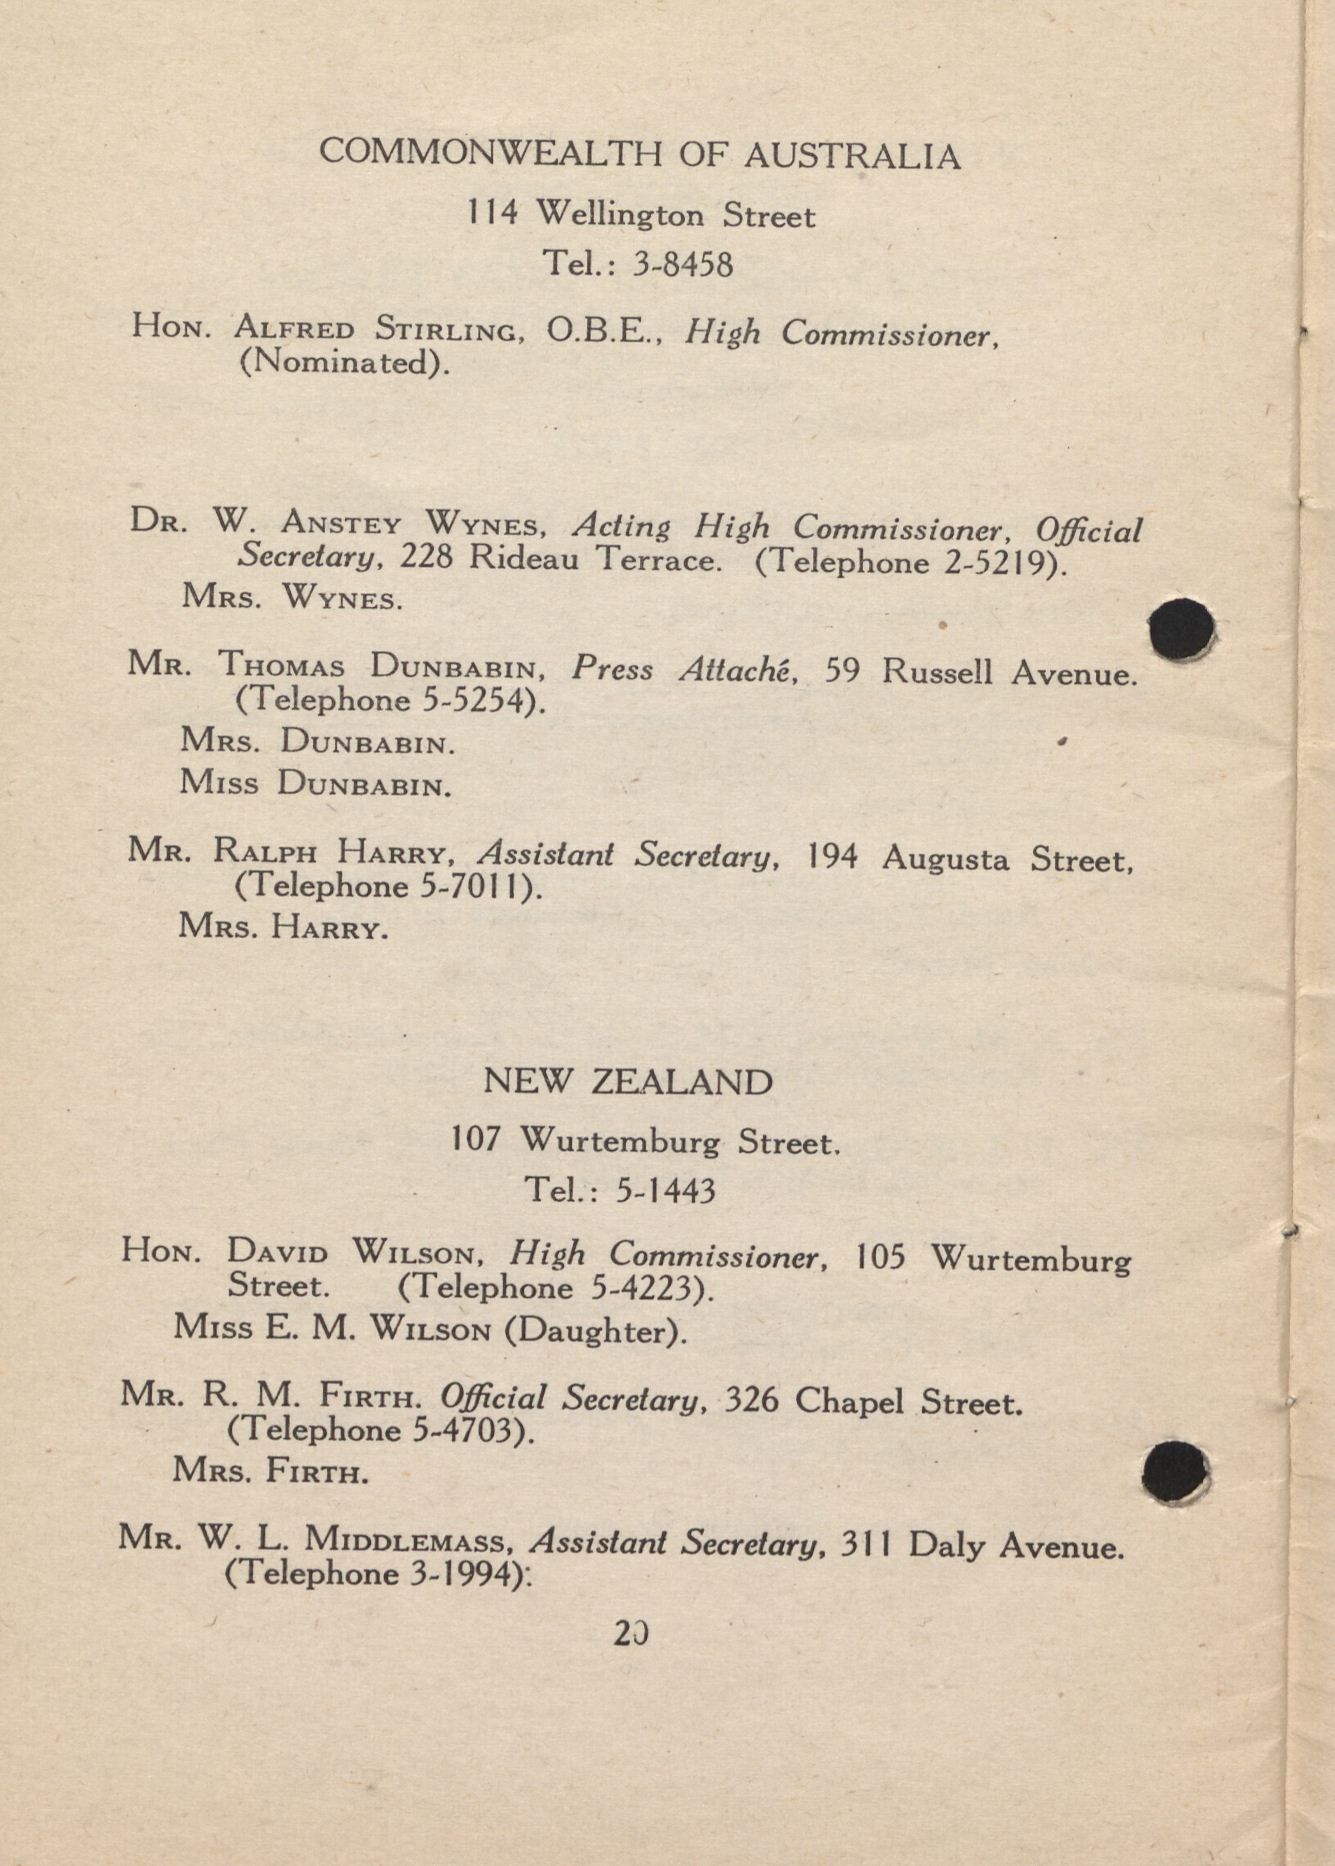 COMMONWEALTH OF AUSTRALIA
114 Wellington Street
Tel.: 3-8458
HON. ALFRED STIRLING, O.B.E., High Commissioner,
(Nominated).
DR. W. ANSTEY WYNES, Acting High Commissioner, Official
Secretary, 228 Rideau Terrace. (Telephone 2-5219).
MRS. WYNES.
MR. THOMAS DUNBABIN, Press Attaché, 59 Russell Avenue.
(Telephone 5-5254).
MRS. DUNBABIN.
MISS DUNBABIN.
MR. RALPH HARRY, Assistant Secretary, 194 Augusta Street,
(Telephone 5-7011).
MRS. HARRY.
NEW ZEALAND
107 Wurtemburg Street.
Tel.: 5-1443
HON. DAVID WILSON, High Commissioner, 105 Wurtemburg
Street. (Telephone 5-4223).
MISS E. M. WILSON (Daughter).
MR. R. M. FIRTH. Official Secretary, 326 Chapel Street.
(Telephone 5-4703).
MRS. FIRTH.
MR. W. L. MIDDLEMASS, Assistant Secretary, 311 Daly Avenue.
(Telephone 3-1994).
20